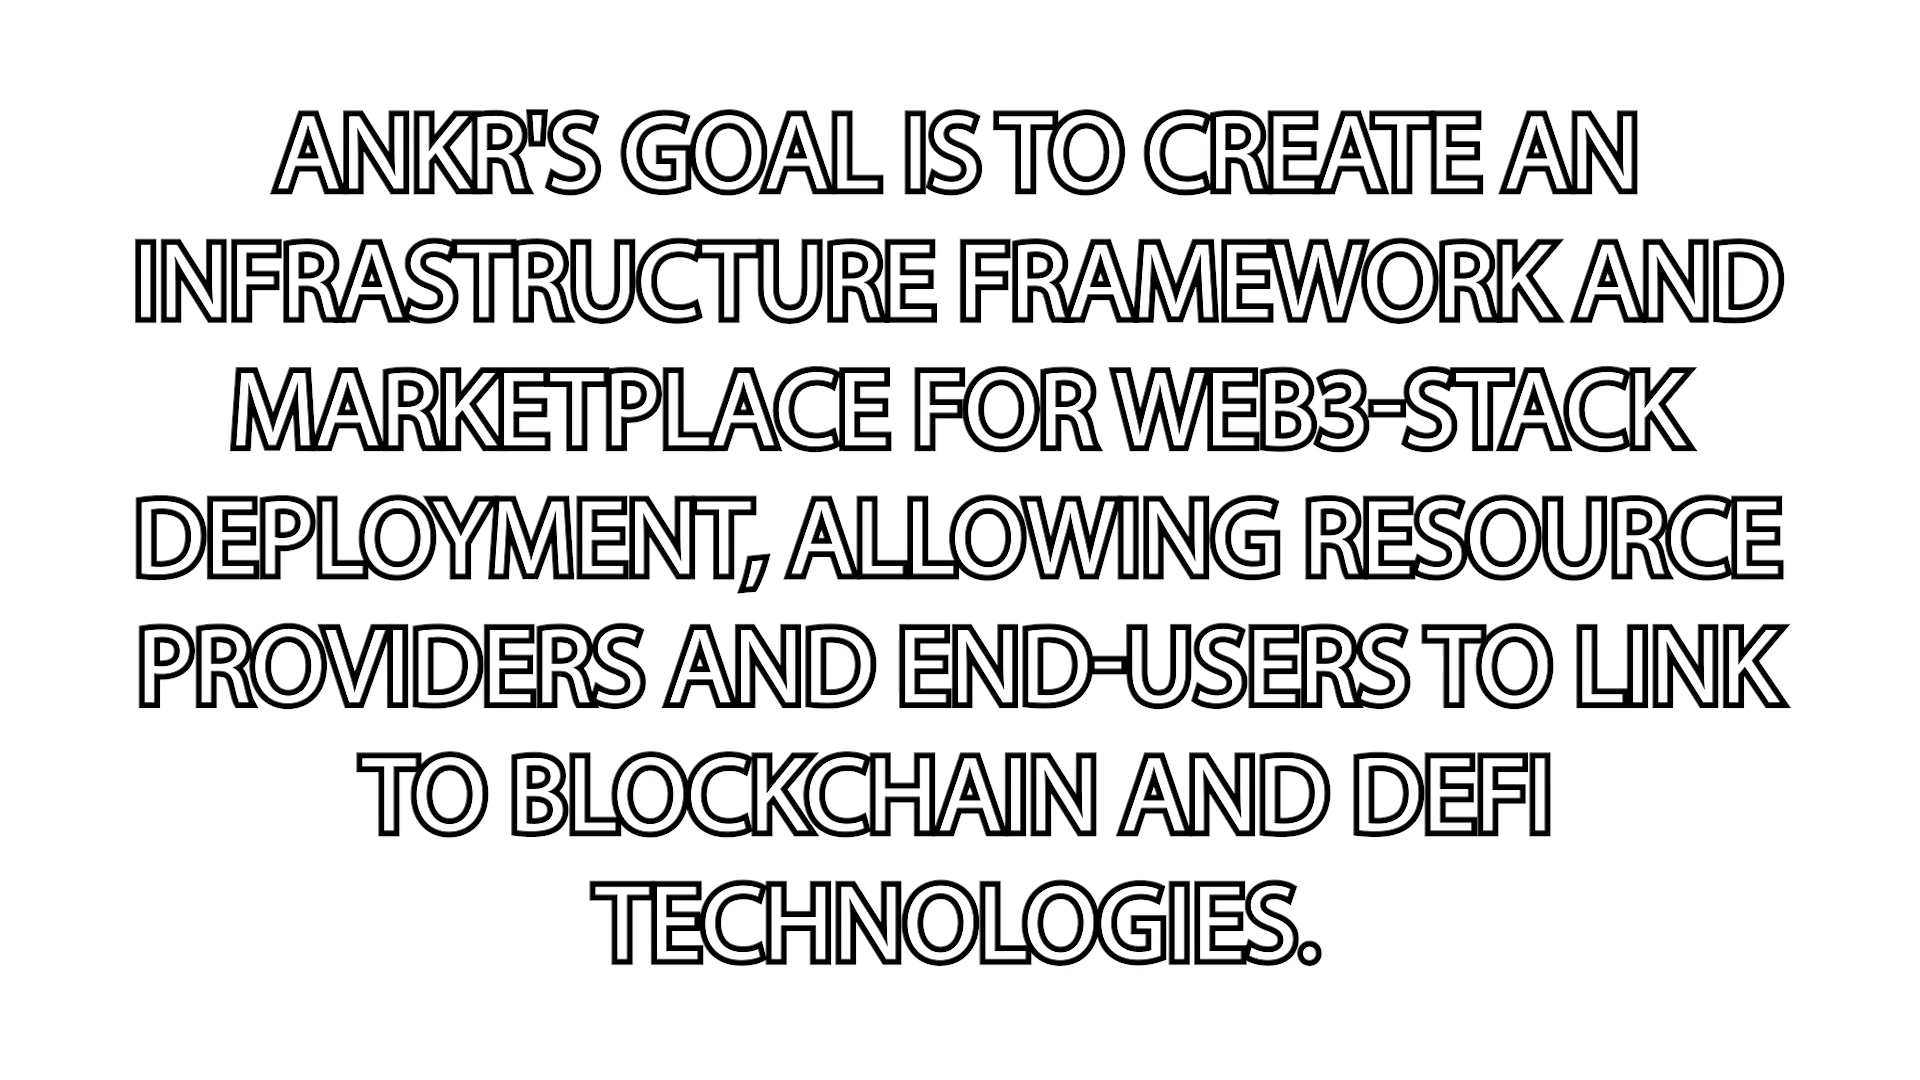 ANKR'S GOAL IS TO CREATE AN
INFRASTRUCTURE FRAMEWORK AND
MARKETPLACE FOR WEB3-STACK
DEPLOYMENT, ALLOWING RESOURCE
PROVIDERS AND END-USERS TO LINK
TO BLOCKCHAIN AND DEFI
TECHNOLOGIES.